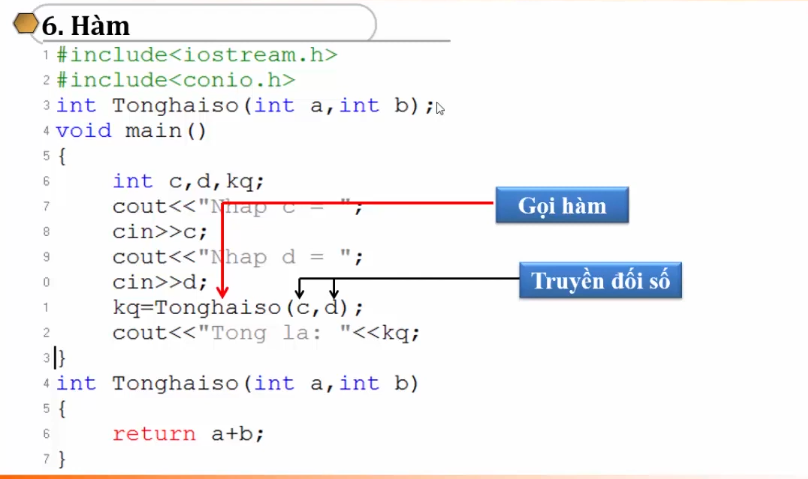 6. Hàm
1 #include<iostream.h>
2 #include<conio.h>
3 int Tonghaiso(int a,int b);
4 void main()
5 {
6 int c,d,kq;
7 cout<<"Nhap c = ";
Gọi hàm
8 cin>>c;
9 cout<<"Nhap d = ";
0 cin>>d;
Truyền đối số
1 kq=Tonghaiso(c,d);
2 cout<<"Tong la: "<<kq;
3 }
4 int Tonghaiso(int a,int b)
5 {
6 return a+b;
7 }